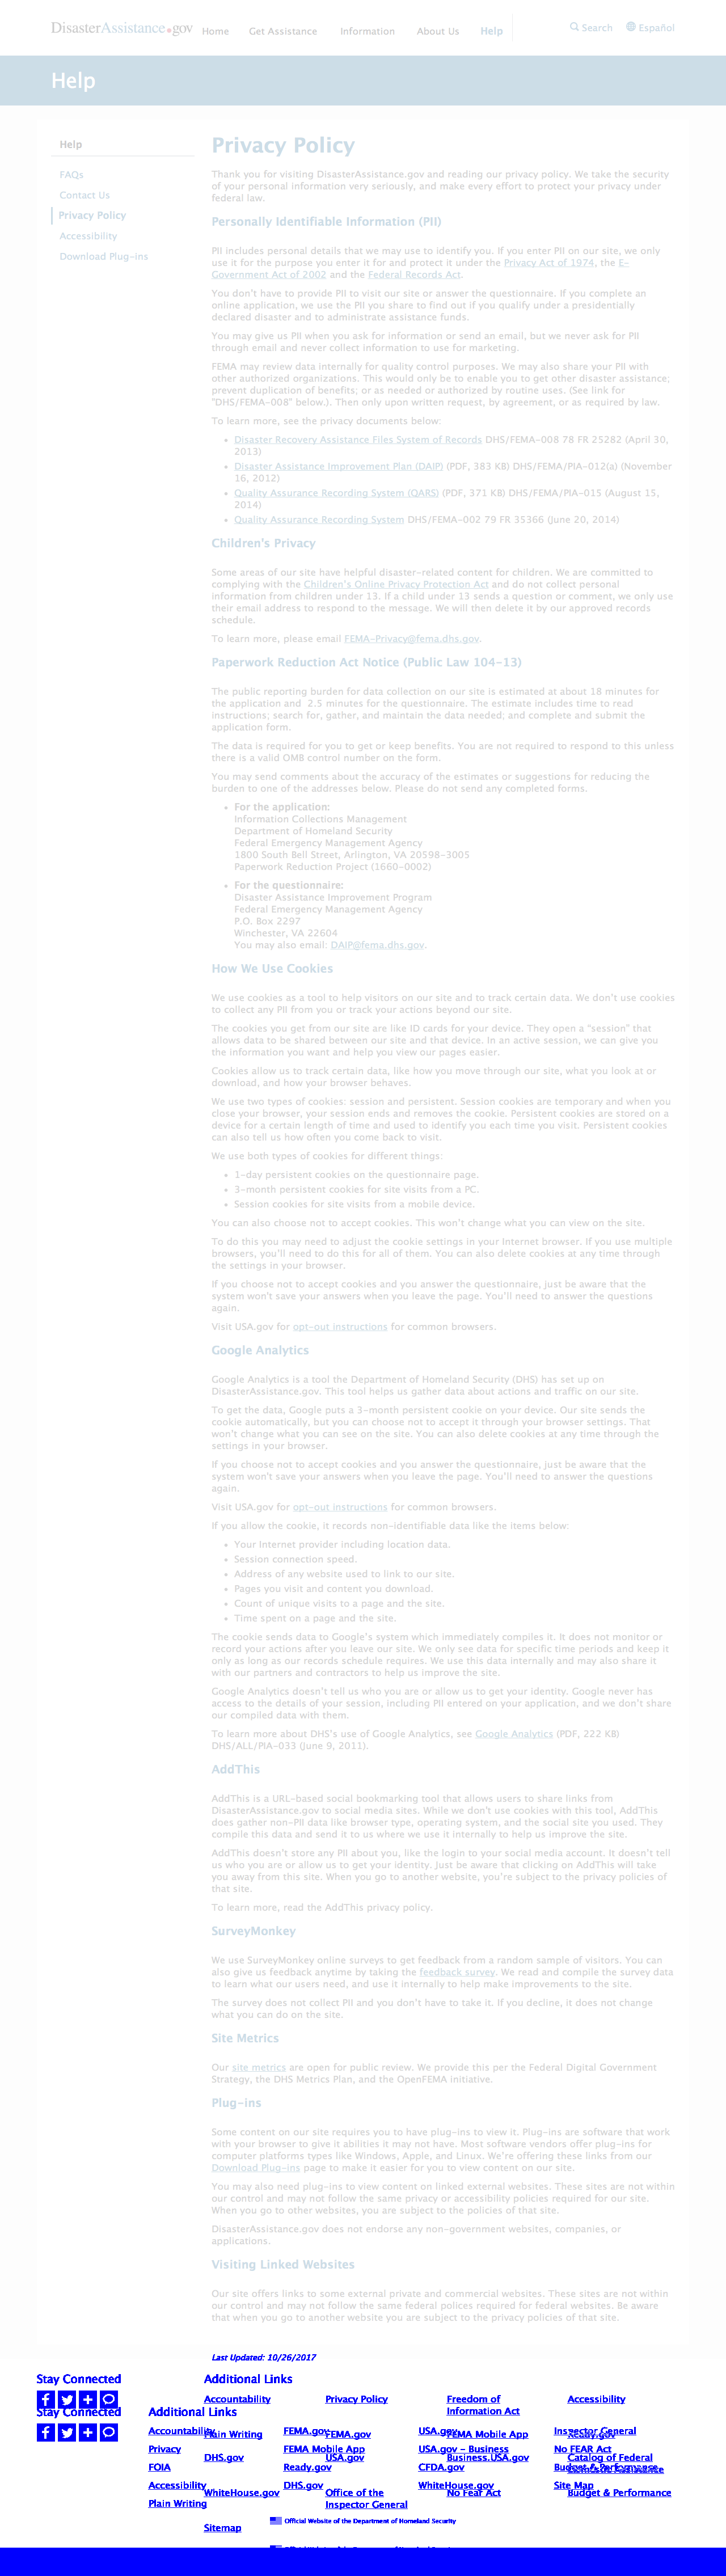 DisasterAssistance.gov Home Get Assistance Information About Us Help Search Español
Help
Help
FAQs
Contact Us
Privacy Policy
Accessibility
Download Plug-ins
Privacy Policy
Thank you for visiting DisasterAssistance.gov and reading our privacy policy. We take the security
of your personal information very seriously, and make every effort to protect your privacy under
federal law.
Personally Identifiable Information (PII)
PII includes personal details that we may use to identify you. If you enter PII on our site, we only
use it for the purpose you enter it for and protect it under the Privacy Act of 1974, the E-
Government Act of 2002 and the Federal Records Act.
You don't have to provide PII to visit our site or answer the questionnaire. If you complete an
online application, we use the PII you share to find out if you qualify under a presidentially
declared disaster and to administrate assistance funds.
You may give us PII when you ask for information or send an email, but we never ask for PII
through email and never collect information to use for marketing.
FEMA may review data internally for quality control purposes. We may also share your PII with
other authorized organizations. This would only be to enable you to get other disaster assistance;
prevent duplication of benefits; or as needed or authorized by routine uses. (See link for
"DHS/FEMA-008" below.). Then only upon written request, by agreement, or as required by law.
To learn more, see the privacy documents below:
• Disaster Recovery Assistance Files System of Records DHS/FEMA-008 78 FR 25282 (April 30,
2013)
• Disaster Assistance Improvement Plan (DAIP) (PDF, 383 KB) DHS/FEMA/PIA-012(a) (November
16, 2012)
• Quality Assurance Recording System (QARS) (PDF, 371 KB) DHS/FEMA/PIA-015 (August 15,
2014)
• Quality Assurance Recording System DHS/FEMA-002 79 FR 35366 (June 20, 2014)
Children's Privacy
Some areas of our site have helpful disaster-related content for children. We are committed to
complying with the Children's Online Privacy Protection Act and do not collect personal
information from children under 13. If a child under 13 sends a question or comment, we only use
their email address to respond to the message. We will then delete it by our approved records
schedule.
To learn more, please email FEMA-Privacy@fema.dhs.gov.
Paperwork Reduction Act Notice (Public Law 104-13)
The public reporting burden for data collection on our site is estimated at about 18 minutes for
the application and 2.5 minutes for the questionnaire. The estimate includes time to read
instructions; search for, gather, and maintain the data needed; and complete and submit the
application form.
The data is required for you to get or keep benefits. You are not required to respond to this unless
there is a valid OMB control number on the form.
You may send comments about the accuracy of the estimates or suggestions for reducing the
burden to one of the addresses below. Please do not send any completed forms.
• For the application:
Information Collections Management
Department of Homeland Security
Federal Emergency Management Agency
1800 South Bell Street, Arlington, VA 20598-3005
Paperwork Reduction Project (1660-0002)
• For the questionnaire:
Disaster Assistance Improvement Program
Federal Emergency Management Agency
P.O. Box 2297
Winchester, VA 22604
You may also email: DAIP@fema.dhs.gov.
How We Use Cookies
We use cookies as a tool to help visitors on our site and to track certain data. We don't use cookies
to collect any PII from you or track your actions beyond our site.
The cookies you get from our site are like ID cards for your device. They open a "session" that
allows data to be shared between our site and that device. In an active session, we can give you
the information you want and help you view our pages easier.
Cookies allow us to track certain data, like how you move through our site, what you look at or
download, and how your browser behaves.
We use two types of cookies: session and persistent. Session cookies are temporary and when you
close your browser, your session ends and removes the cookie. Persistent cookies are stored on a
device for a certain length of time and used to identify you each time you visit. Persistent cookies
can also tell us how often you come back to visit.
We use both types of cookies for different things:
• 1-day persistent cookies on the questionnaire page.
• 3-month persistent cookies for site visits from a PC.
• Session cookies for site visits from a mobile device.
You can also choose not to accept cookies. This won't change what you can view on the site.
To do this you may need to adjust the cookie settings in your Internet browser. If you use multiple
browsers, you'll need to do this for all of them. You can also delete cookies at any time through
the settings in your browser.
If you choose not to accept cookies and you answer the questionnaire, just be aware that the
system won't save your answers when you leave the page. You'll need to answer the questions
again.
Visit USA.gov for opt-out instructions for common browsers.
Google Analytics
Google Analytics is a tool the Department of Homeland Security (DHS) has set up on
DisasterAssistance.gov. This tool helps us gather data about actions and traffic on our site.
To get the data, Google puts a 3-month persistent cookie on your device. Our site sends the
cookie automatically, but you can choose not to accept it through your browser settings. That
won't change what you can see on the site. You can also delete cookies at any time through the
settings in your browser.
If you choose not to accept cookies and you answer the questionnaire, just be aware that the
system won't save your answers when you leave the page. You'll need to answer the questions
again.
Visit USA.gov for opt-out instructions for common browsers.
If you allow the cookie, it records non-identifiable data like the items below:
• Your Internet provider including location data.
• Session connection speed.
• Address of any website used to link to our site.
• Pages you visit and content you download.
• Count of unique visits to a page and the site.
• Time spent on a page and the site.
The cookie sends data to Google's system which immediately compiles it. It does not monitor or
record your actions after you leave our site. We only see data for specific time periods and keep it
only as long as our records schedule requires. We use this data internally and may also share it
with our partners and contractors to help us improve the site.
Google Analytics doesn't tell us who you are or allow us to get your identity. Google never has
access to the details of your session, including PII entered on your application, and we don't share
our compiled data with them.
To learn more about DHS's use of Google Analytics, see Google Analytics (PDF, 222 KB)
DHS/ALL/PIA-033 (June 9, 2011).
AddThis
AddThis is a URL-based social bookmarking tool that allows users to share links from
DisasterAssistance.gov to social media sites. While we don't use cookies with this tool, AddThis
does gather non-PII data like browser type, operating system, and the social site you used. They
compile this data and send it to us where we use it internally to help us improve the site.
AddThis doesn't store any PII about you, like the login to your social media account. It doesn't tell
us who you are or allow us to get your identity. Just be aware that clicking on AddThis will take
you away from this site. When you go to another website, you're subject to the privacy policies of
that site.
To learn more, read the AddThis privacy policy.
SurveyMonkey
We use SurveyMonkey online surveys to get feedback from a random sample of visitors. You can
also give us feedback anytime by taking the feedback survey. We read and compile the survey data
to learn what our users need, and use it internally to help make improvements to the site.
The survey does not collect PII and you don't have to take it. If you decline, it does not change
what you can do on the site.
Site Metrics
Our site metrics are open for public review. We provide this per the Federal Digital Government
Strategy, the DHS Metrics Plan, and the OpenFEMA initiative.
Plug-ins
Some content on our site requires you to have plug-ins to view it. Plug-ins are software that work
with your browser to give it abilities it may not have. Most software vendors offer plug-ins for
computer platforms types like Windows, Apple, and Linux. We're offering these links from our
Download Plug-ins page to make it easier for you to view content on our site.
You may also need plug-ins to view content on linked external websites. These sites are not within
our control and may not follow the same privacy or accessibility policies required for our site.
When you go to other websites, you are subject to the policies of that site.
DisasterAssistance.gov does not endorse any non-government websites, companies, or
applications.
Visiting Linked Websites
Our site offers links to some external private and commercial websites. These sites are not within
our control and may not follow the same federal polices required for federal websites. Be aware
that when you go to another website you are subject to the privacy policies of that site.
Last Updated: 10/26/2017
Stay Connected Additional Links
Accountability Privacy Policy Freedom of Information Act Accessibility
Stay Connected Additional Links
Accountability FEMA.gov USA.gov Inspector General
Plain Writing FEMA.gov FEMA Mobile App Ready.gov
Privacy FEMA Mobile App USA.gov - Business No FEAR Act
DHS.gov USA.gov Business.USA.gov Catalog of Federal Domestic Assistance
FOIA Ready.gov CFDA.gov Budget & Performance
Accessibility DHS.gov WhiteHouse.gov Site Map
WhiteHouse.gov Office of the Inspector General No Fear Act Budget & Performance
Plain Writing
Official Website of the Department of Homeland Security
Sitemap